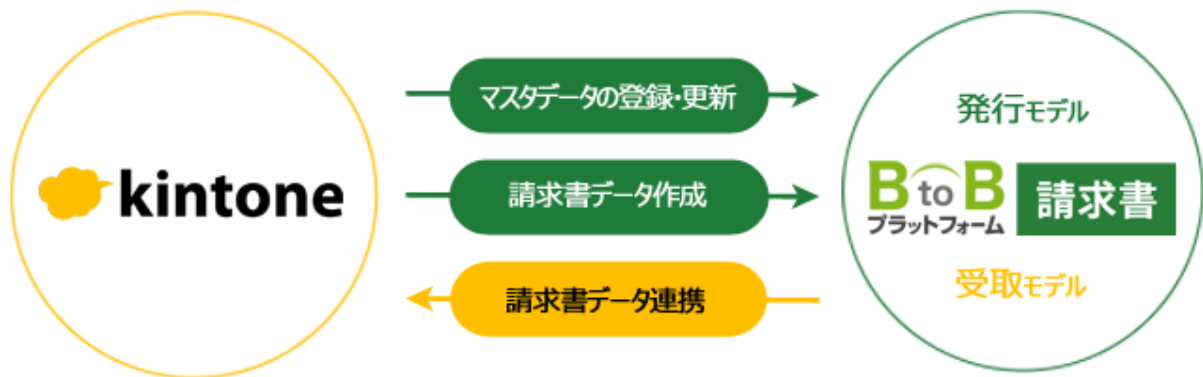 kintone
マスタデータの登録・更新
請求書データ作成
請求書データ連携
発行モデル
BtoB
プラットフォーム
請求書
受取モデル